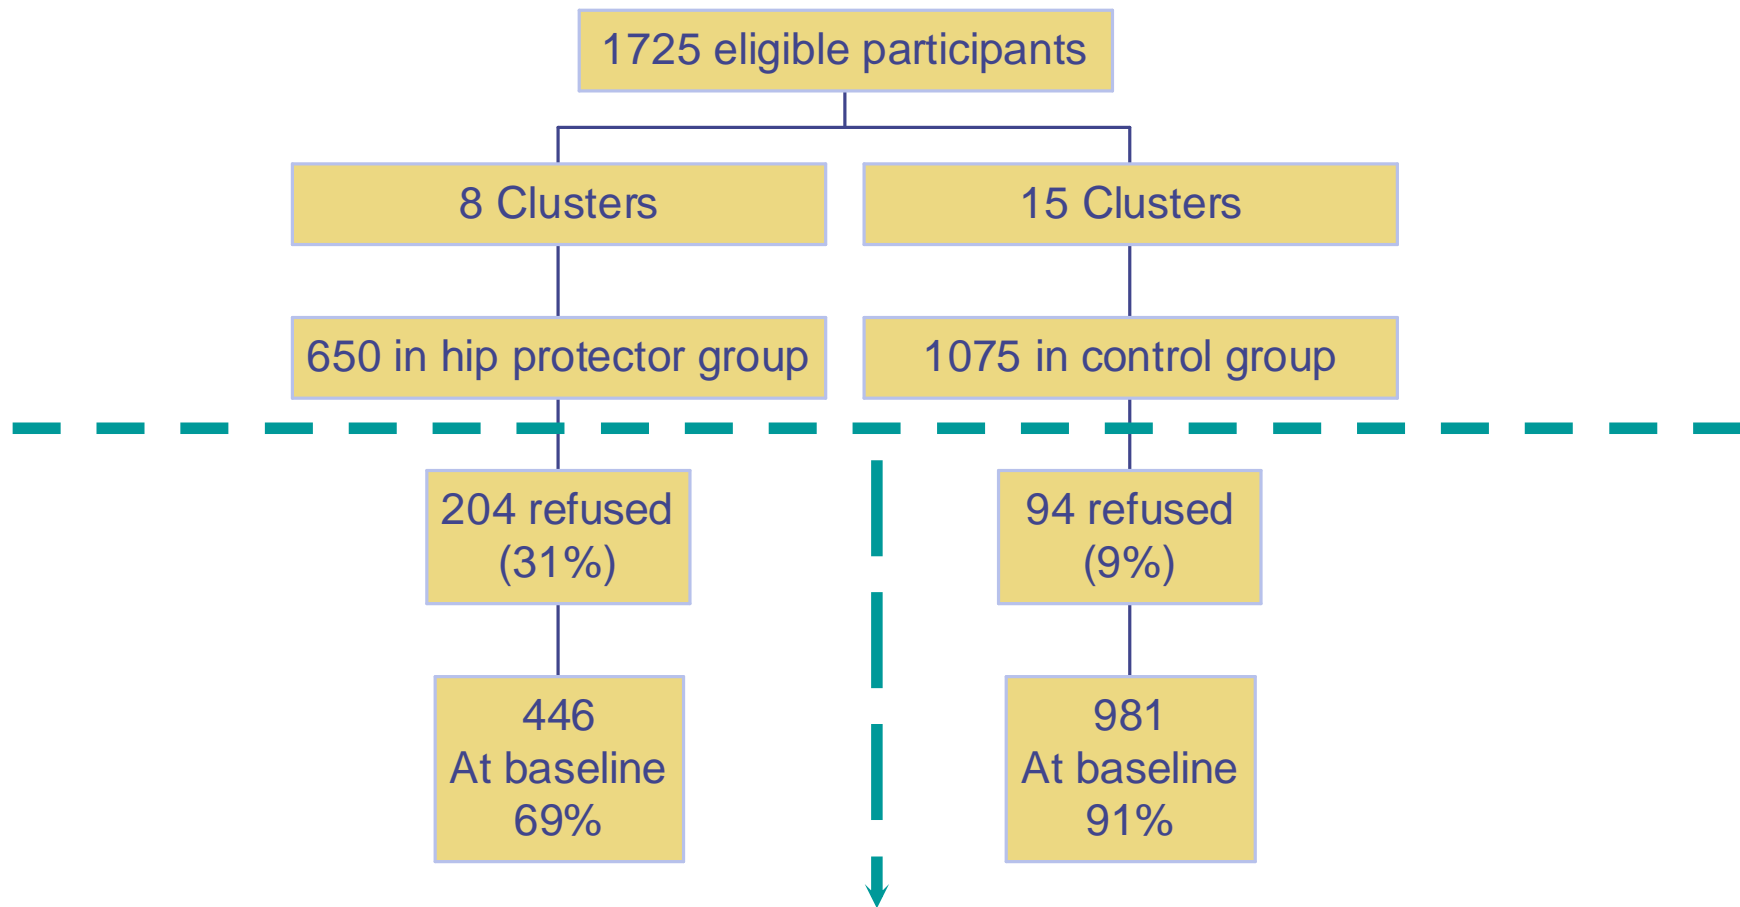 1725 eligible participants
8 Clusters
15 Clusters
650 in hip protector group
1075 in control group
204 refused
(31%)
94 refused
(9%)
446
At baseline
69%
981
At baseline
91%